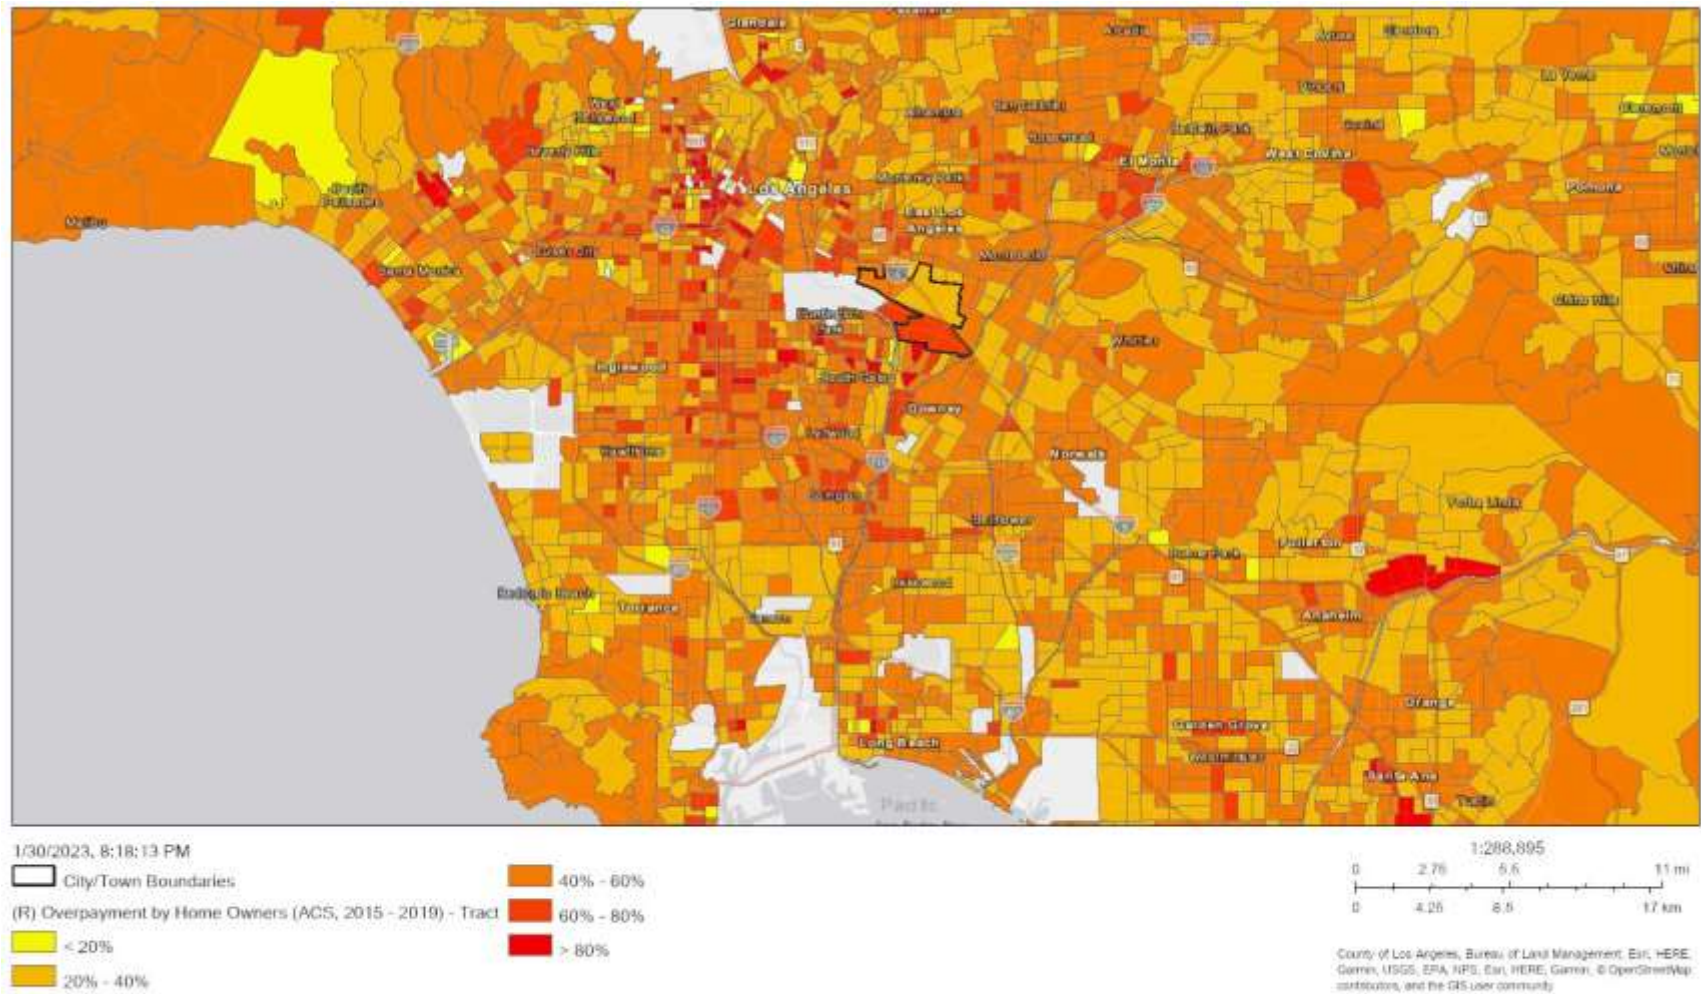 Glendale
Arcadia
Azusa
Glendora
La Verne
Vincent
Claremont
West
Hollywood
Alhambra
San Gabriel
Rosemead
Baldwin Park
Covina
Beverly Hills
El Monte
West Covina
Los Angeles
Monterey Park
Pomona
Pacific
Palisades
Malibu
East Los
Angeles
Culver City
Montebello
Santa Monica
Chino Hills
Huntington
Park
Whittier
Inglewood
South Gate
Downey
Lynwood
Hawthorne
Norwalk
Compton
Yorba Linda
Bellflower
Fullerton
Buena Park
Lakewood
Redondo Beach
Torrance
Carson
Anaheim
Orange
Garden Grove
Long Beach
Westminster
Santa Ana
Tustin
Pacific
1/30/2023, 8:18:13 PM
City/Town Boundaries
(R) Overpayment by Home Owners (ACS, 2015 - 2019) - Tract
< 20%
20% - 40%
40% - 60%
60% - 80%
> 80%
1:288,895
0 2.75 5.5 11 mi
0 4.25 8.5 17 km
County of Los Angeles, Bureau of Land Management, Esri, HERE,
Garmin, USGS, EPA, NPS, Esri, HERE, Garmin, © OpenStreetMap
contributors, and the GIS user community